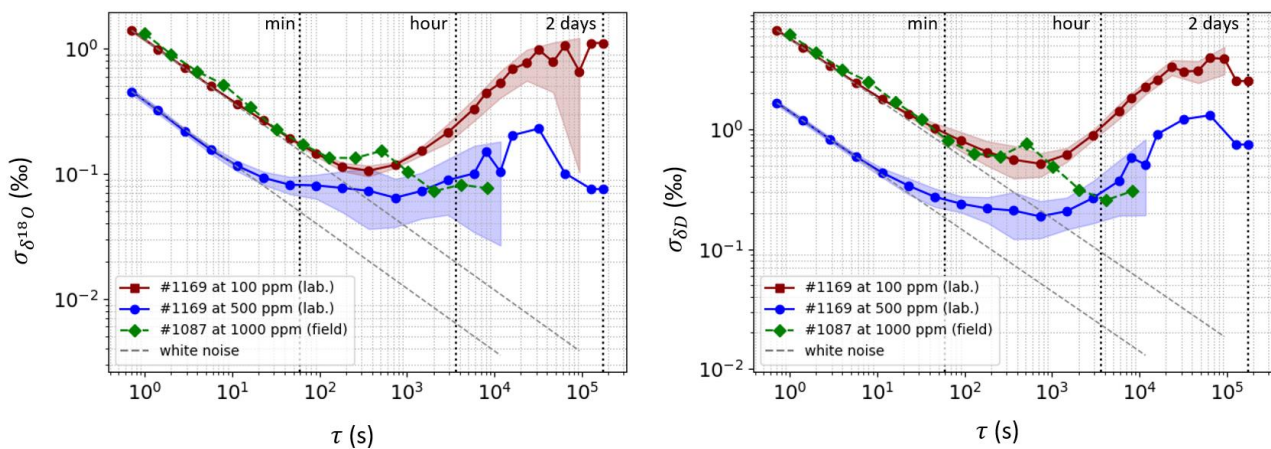 min hour 2 days
10⁰
10⁻¹
10⁻²
σ_δ¹⁸O (‰)
#1169 at 100 ppm (lab.)
#1169 at 500 ppm (lab.)
#1087 at 1000 ppm (field)
white noise
10⁰ 10¹ 10² 10³ 10⁴ 10⁵
τ (s)
min hour 2 days
10⁰
10⁻¹
10⁻²
σ_δD (‰)
#1169 at 100 ppm (lab.)
#1169 at 500 ppm (lab.)
#1087 at 1000 ppm (field)
white noise
10⁰ 10¹ 10² 10³ 10⁴ 10⁵
τ (s)